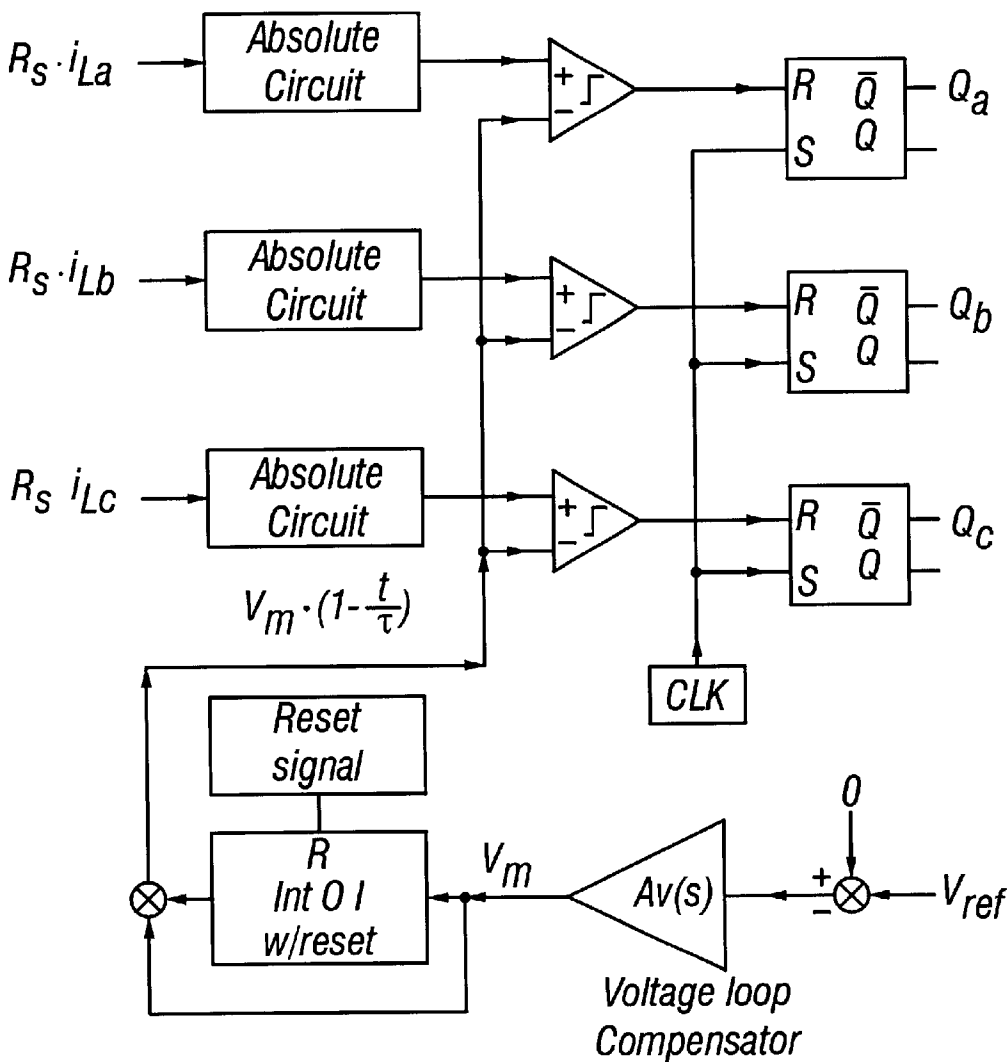 R_s · i_La
Absolute
Circuit
+
−
R Q̅
S Q
Q_a
R_s · i_Lb
Absolute
Circuit
+
−
R Q̅
S Q
Q_b
R_s i_Lc
Absolute
Circuit
+
−
R Q̅
S Q
Q_c
V_m · (1- t/τ)
CLK
Reset
signal
R
Int O I
w/reset
V_m
Av(s)
+
−
0
V_ref
Voltage loop
Compensator